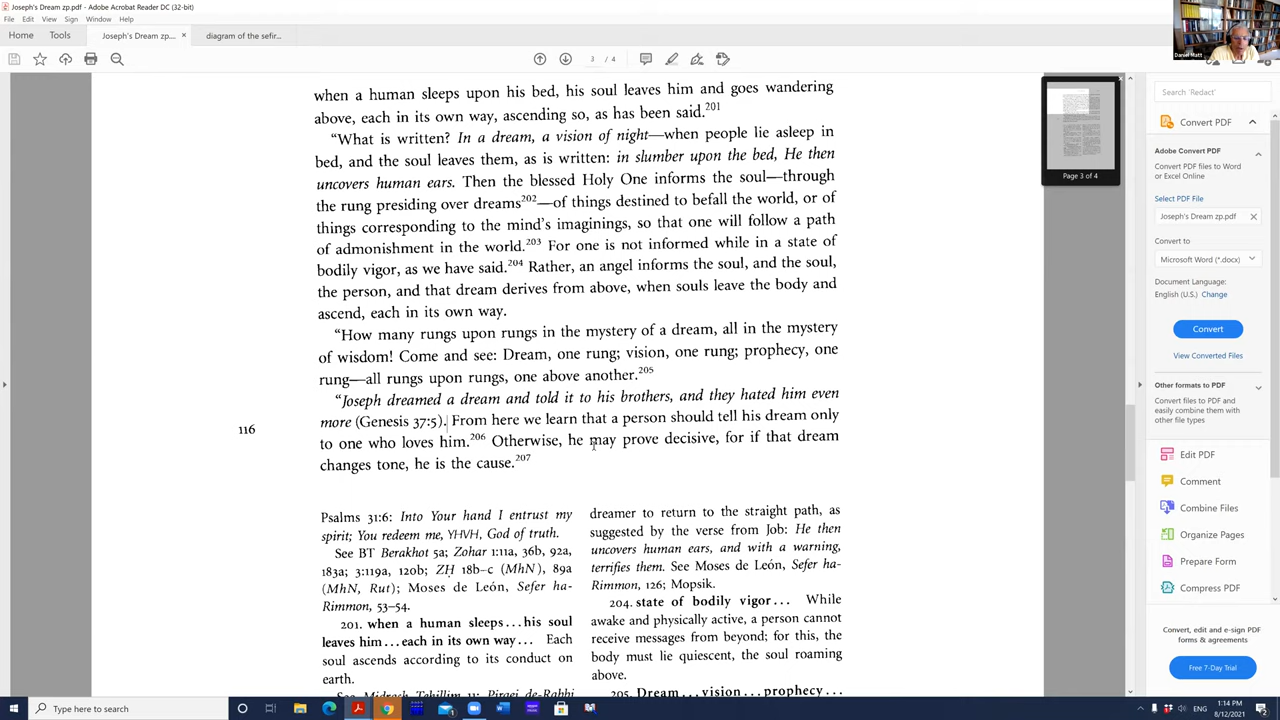 Joseph's Dream zp.pdf - Adobe Acrobat Reader DC (32-bit)
File Edit View Sign Window Help
Home Tools Joseph's Dream zp.... × diagram of the sefir...
3 / 4
Daniel Matt
when a human sleeps upon his bed, his soul leaves him and goes wandering
above, each in its own way, ascending so, as has been said.201
“What is written? In a dream, a vision of night—when people lie asleep in
bed, and the soul leaves them, as is written: in slumber upon the bed, He then
uncovers human ears. Then the blessed Holy One informs the soul—through
the rung presiding over dreams202—of things destined to befall the world, or of
things corresponding to the mind's imaginings, so that one will follow a path
of admonishment in the world.203 For one is not informed while in a state of
bodily vigor, as we have said.204 Rather, an angel informs the soul, and the soul,
the person, and that dream derives from above, when souls leave the body and
ascend, each in its own way.
“How many rungs upon rungs in the mystery of a dream, all in the mystery
of wisdom! Come and see: Dream, one rung; vision, one rung; prophecy, one
rung—all rungs upon rungs, one above another.205
“Joseph dreamed a dream and told it to his brothers, and they hated him even
more (Genesis 37:5). From here we learn that a person should tell his dream only
116
to one who loves him.206 Otherwise, he may prove decisive, for if that dream
changes tone, he is the cause.207
Psalms 31:6: Into Your hand I entrust my
spirit; You redeem me, YHVH, God of truth.
See BT Berakhot 5a; Zohar 1:11a, 36b, 92a,
183a; 3:119a, 120b; ZḤ 18b–c (MhN), 89a
(MhN, Rut); Moses de León, Sefer ha-
Rimmon, 53–54.
201. when a human sleeps...his soul
leaves him...each in its own way... Each
soul ascends according to its conduct on
earth.
See Midrash Tehillim 11; Pirqei de-Rabbi
dreamer to return to the straight path, as
suggested by the verse from Job: He then
uncovers human ears, and with a warning,
terrifies them. See Moses de León, Sefer ha-
Rimmon, 126; Mopsik.
204. state of bodily vigor... While
awake and physically active, a person cannot
receive messages from beyond; for this, the
body must lie quiescent, the soul roaming
above.
205. Dream...vision...prophecy...
Page 3 of 4
Search 'Redact'
Convert PDF
Adobe Convert PDF
Convert PDF files to Word
or Excel Online
Select PDF File
Joseph's Dream zp.pdf ×
Convert to
Microsoft Word (*.docx)
Document Language:
English (U.S.) Change
Convert
View Converted Files
Other formats to PDF
Convert files to PDF and
easily combine them with
other file types
Edit PDF
Comment
Combine Files
Organize Pages
Prepare Form
Compress PDF
Convert, edit and e-sign PDF
forms & agreements
Free 7-Day Trial
Type here to search
ENG
1:14 PM
8/12/2021